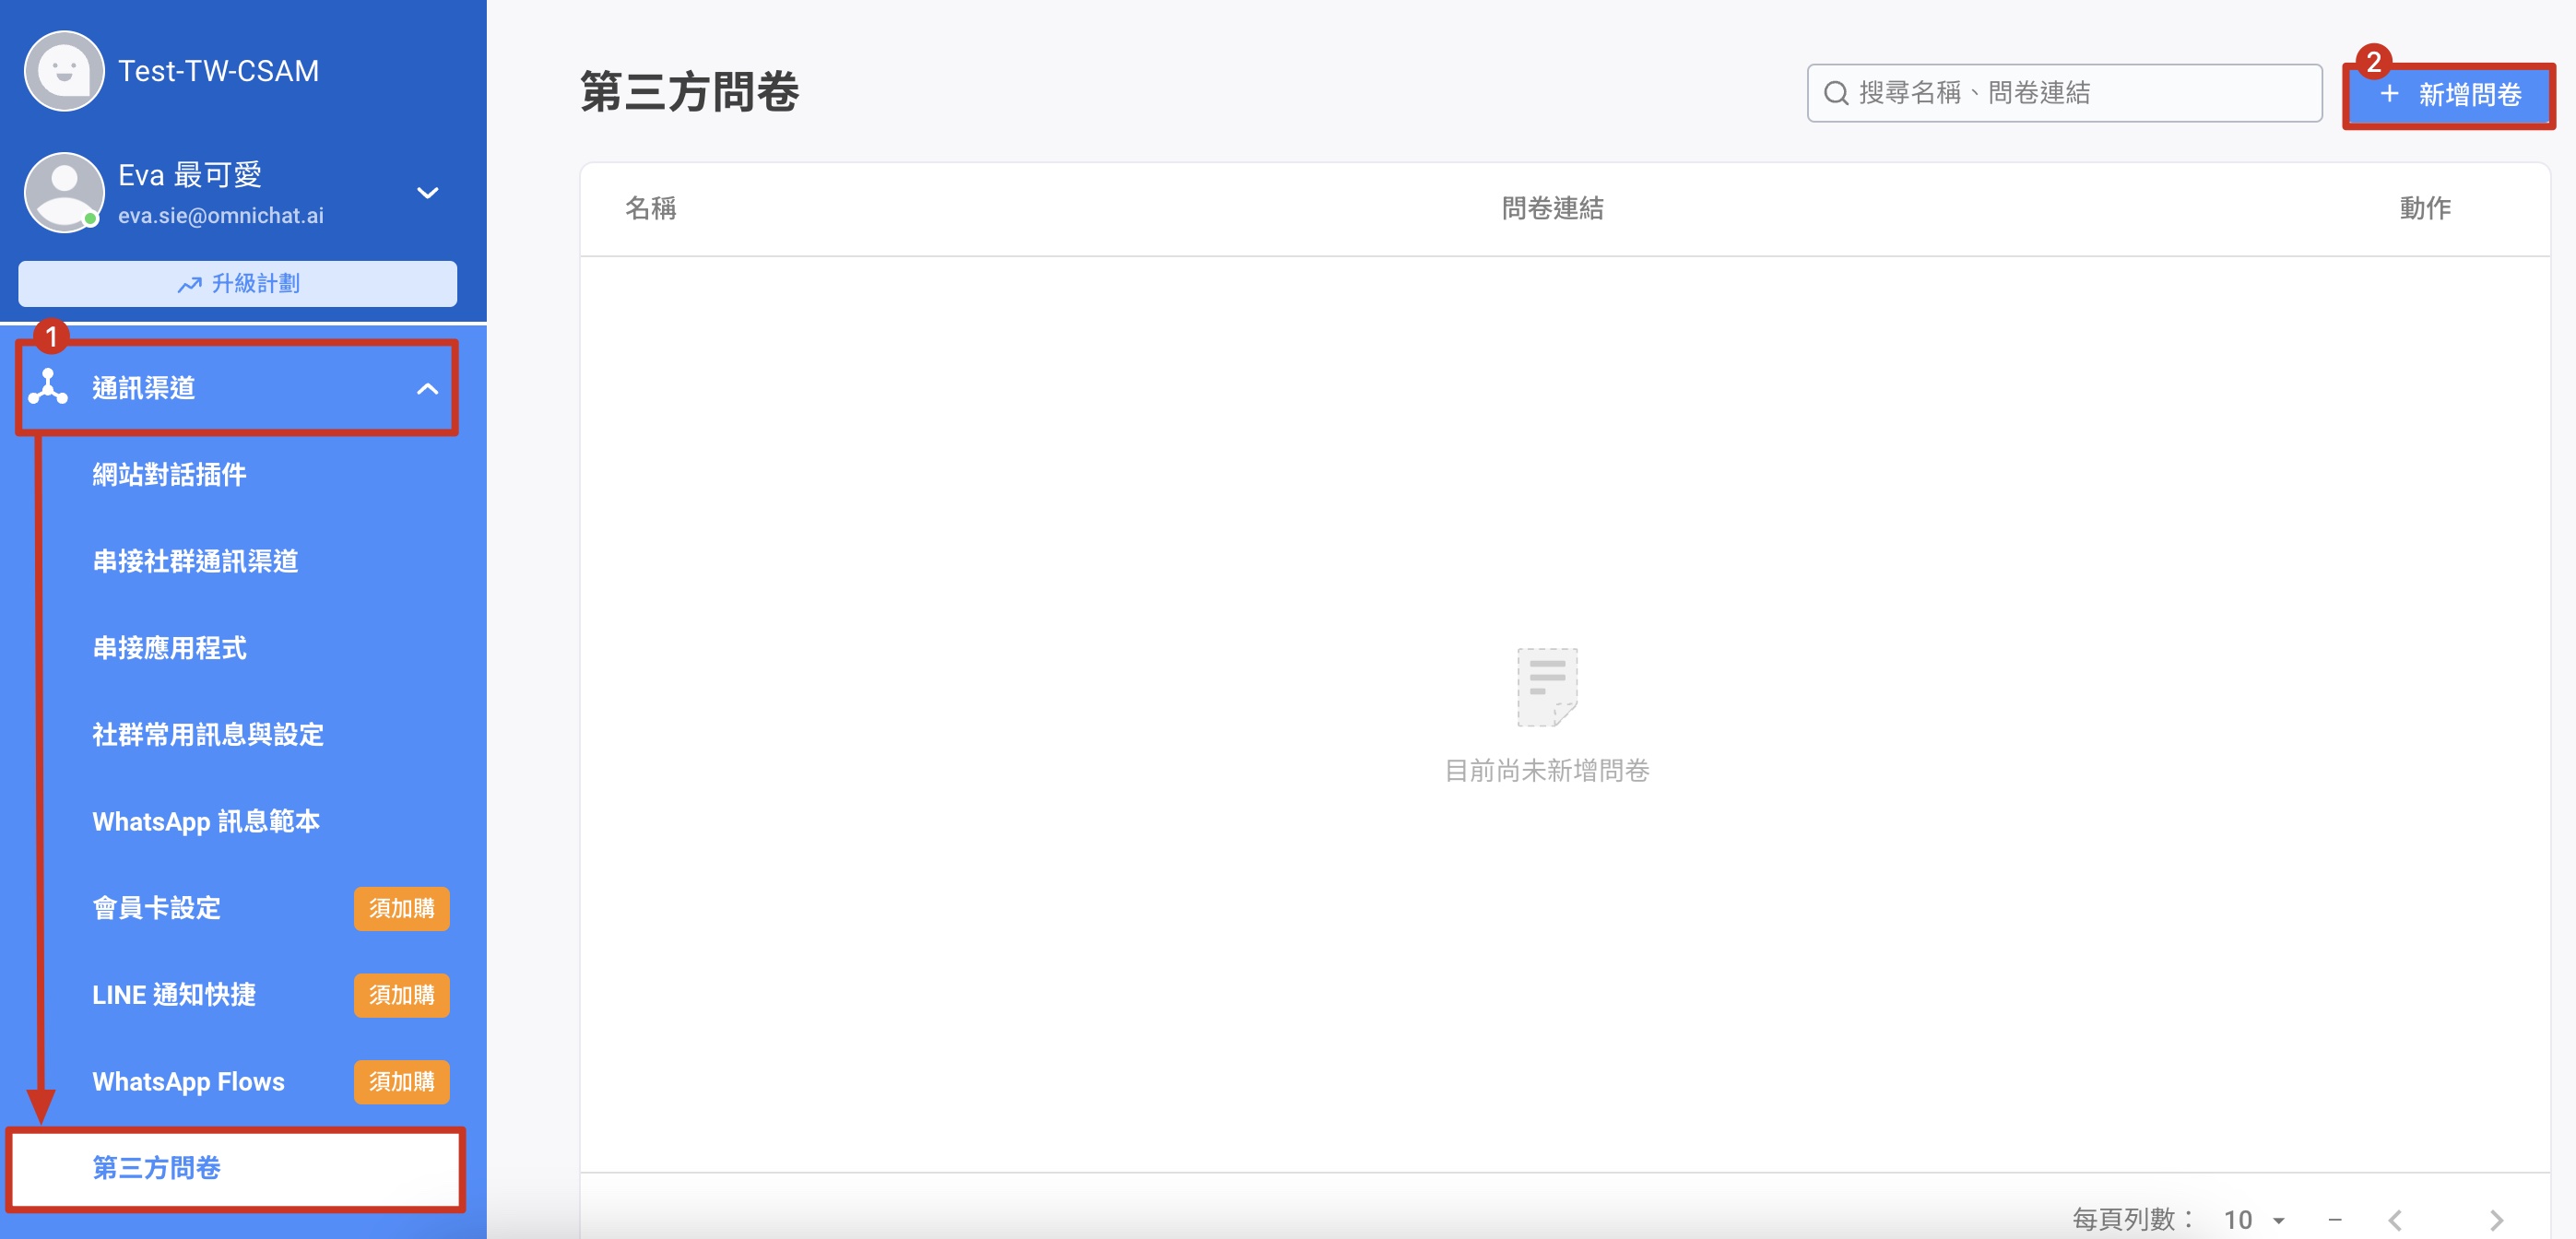 Test-TW-CSAM
Eva 最可愛
eva.sie@omnichat.ai
升級計劃
1
通訊渠道
網站對話插件
串接社群通訊渠道
串接應用程式
社群常用訊息與設定
WhatsApp 訊息範本
會員卡設定 須加購
LINE 通知快捷 須加購
WhatsApp Flows 須加購
第三方問卷
第三方問卷
搜尋名稱、問卷連結
2
+ 新增問卷
名稱 問卷連結 動作
目前尚未新增問卷
每頁列數： 10 –